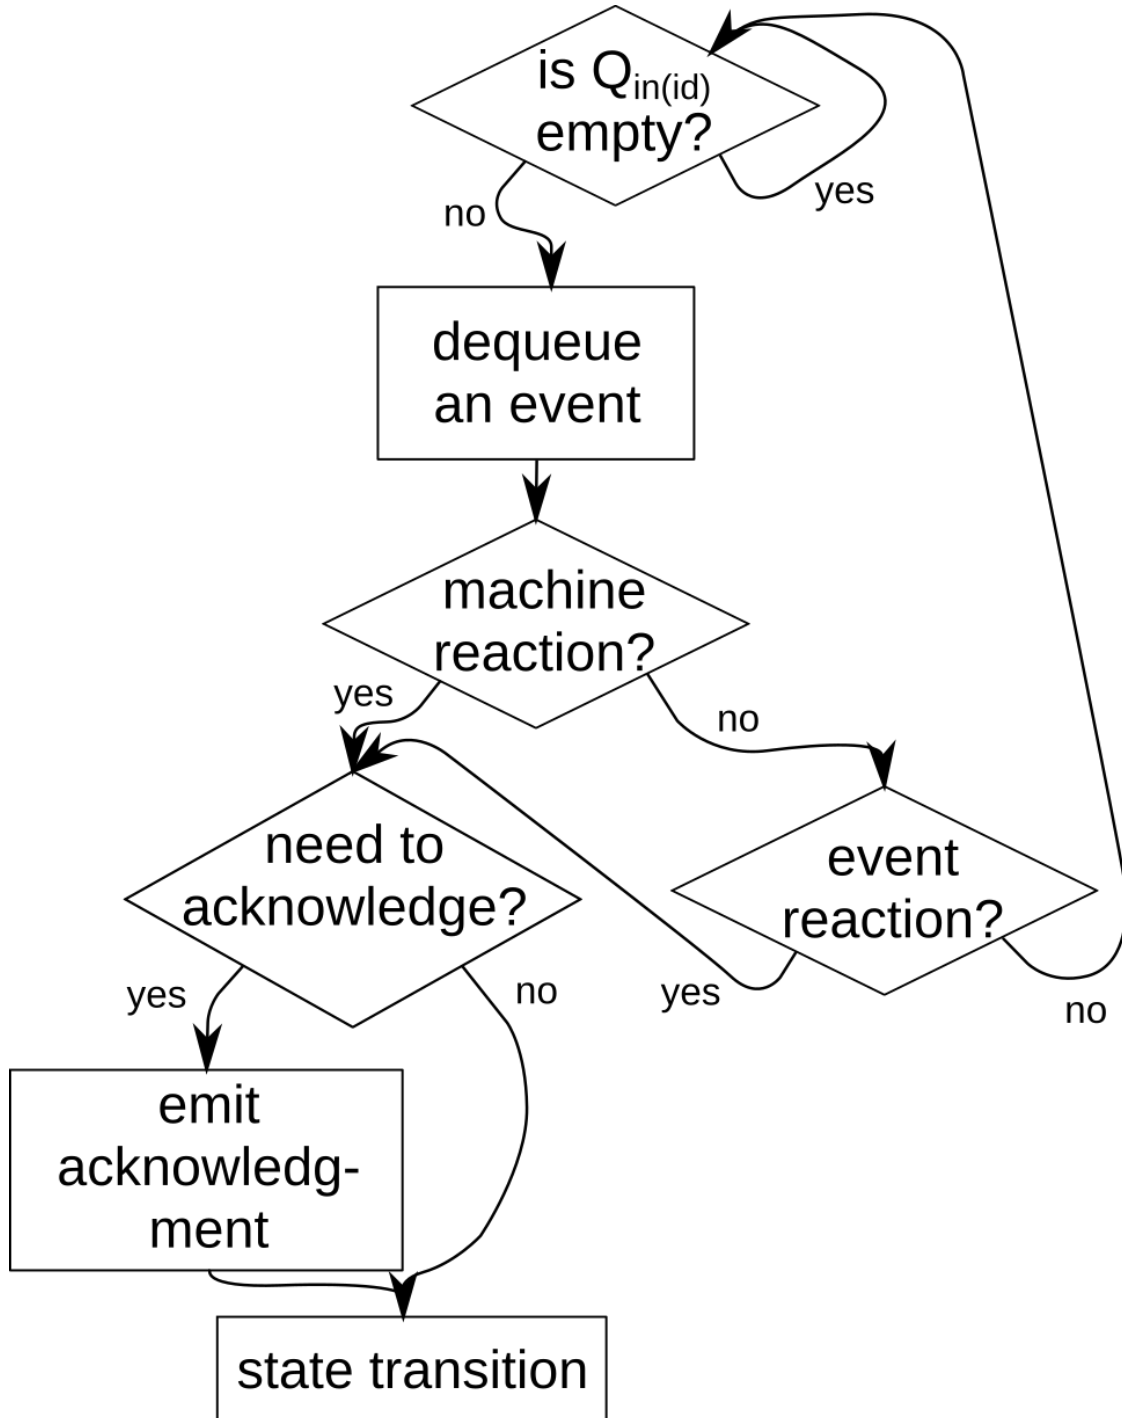 is Qin(id)
empty?
yes
no
dequeue
an event
machine
reaction?
yes
no
need to
acknowledge?
event
reaction?
yes
no
yes
no
emit
acknowledg-
ment
state transition